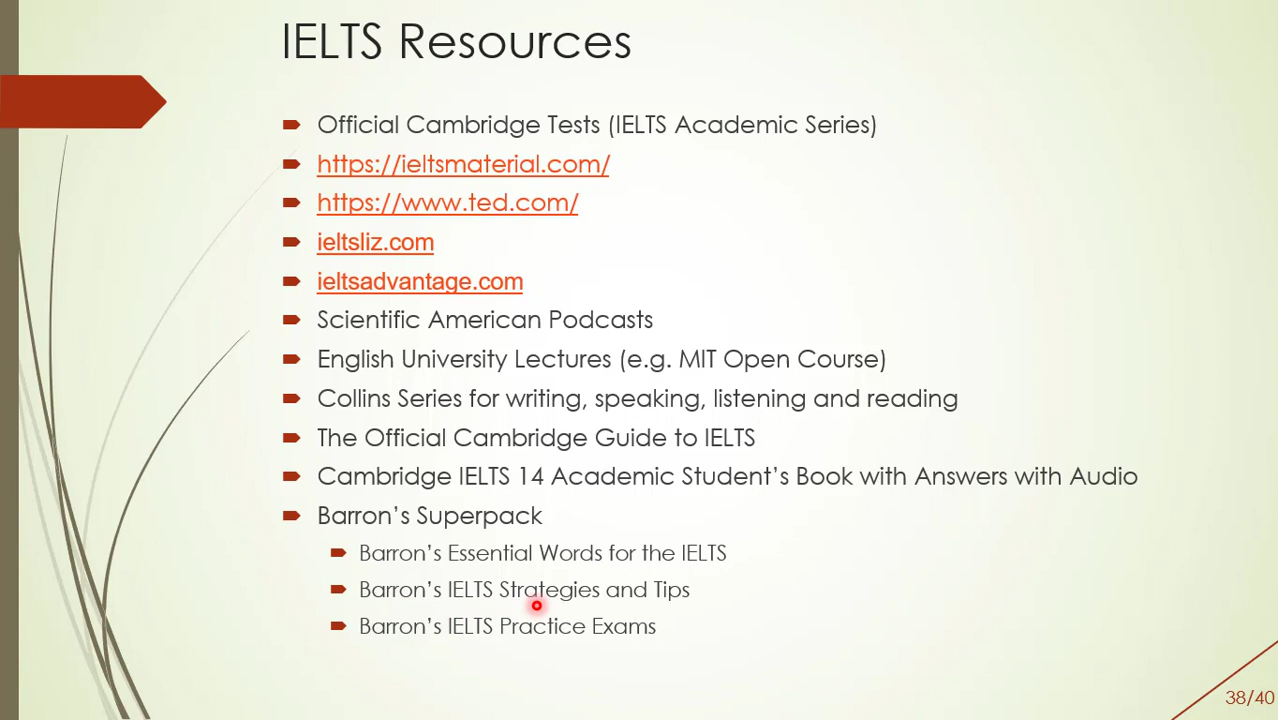 IELTS Resources
Official Cambridge Tests (IELTS Academic Series)
https://ieltsmaterial.com/
https://www.ted.com/
ieltsliz.com
ieltsadvantage.com
Scientific American Podcasts
English University Lectures (e.g. MIT Open Course)
Collins Series for writing, speaking, listening and reading
The Official Cambridge Guide to IELTS
Cambridge IELTS 14 Academic Student’s Book with Answers with Audio
Barron’s Superpack
Barron’s Essential Words for the IELTS
Barron’s IELTS Strategies and Tips
Barron’s IELTS Practice Exams
38/40